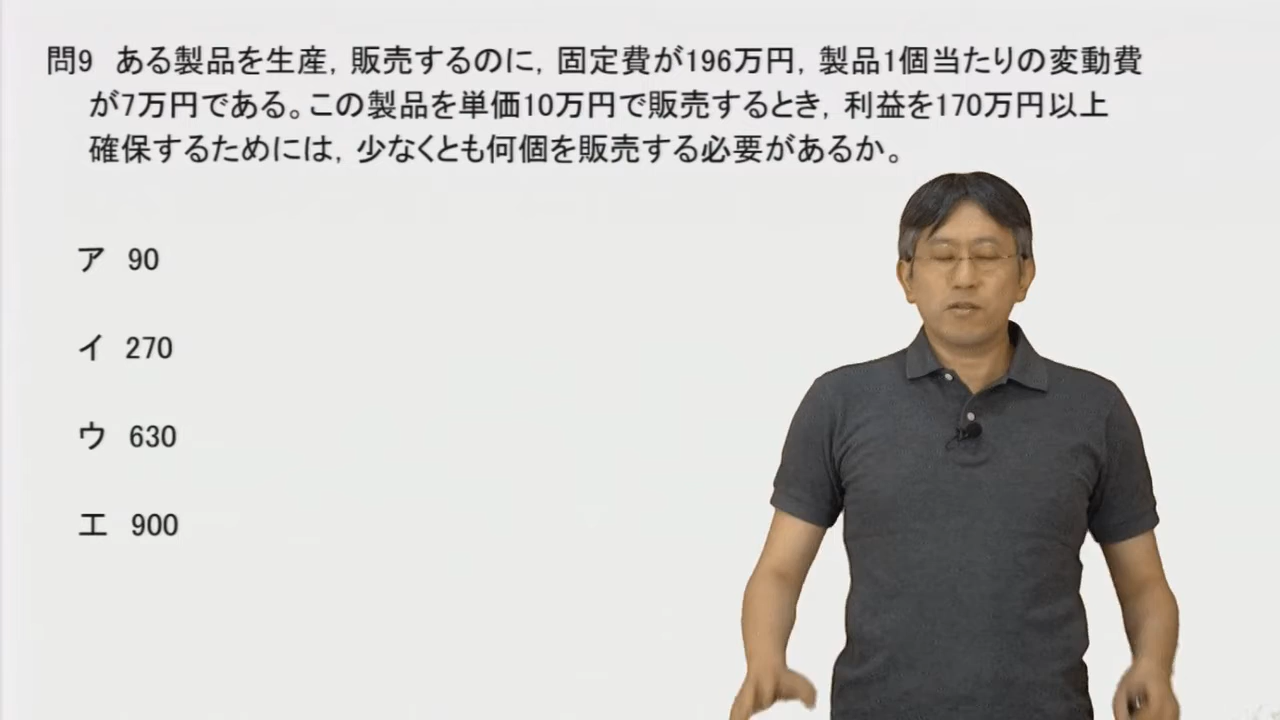 問9 ある製品を生産，販売するのに，固定費が196万円，製品1個当たりの変動費
が7万円である。この製品を単価10万円で販売するとき，利益を170万円以上
確保するためには，少なくとも何個を販売する必要があるか。
ア 90
イ 270
ウ 630
エ 900